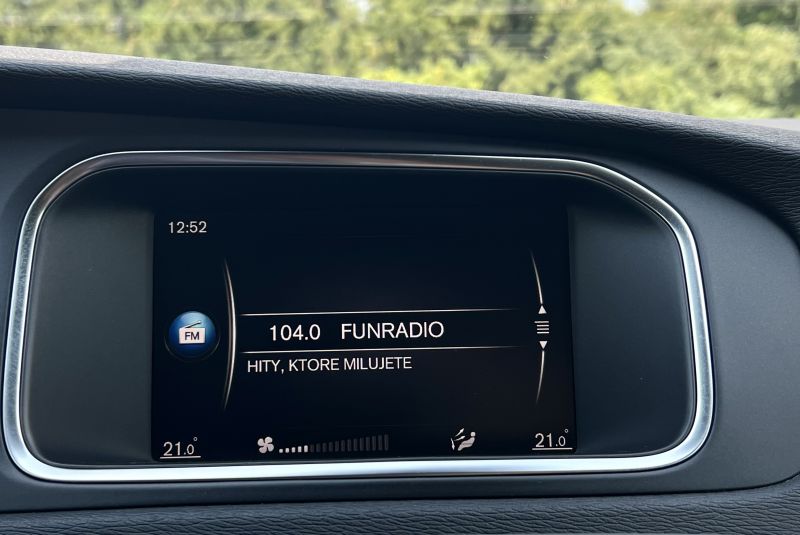 12:52
FM
104.0 FUNRADIO
HITY, KTORE MILUJETE
21.0°
21.0°